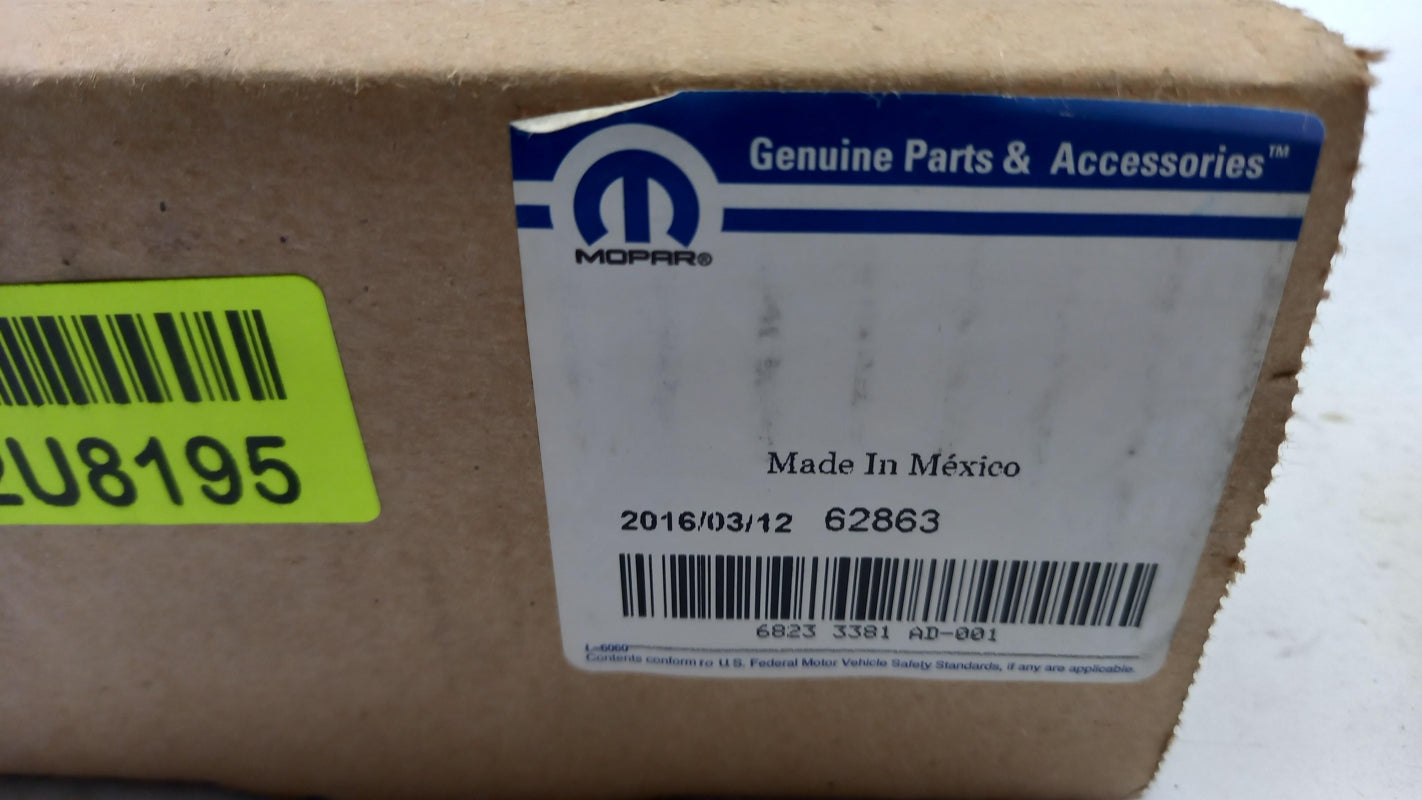 Genuine Parts & Accessories™
MOPAR®
2U8195
Made In México
2016/03/12 62863
6823 3381 AD-001
L-6060
Contents conform to U.S. Federal Motor Vehicle Safety Standards, if any are applicable.